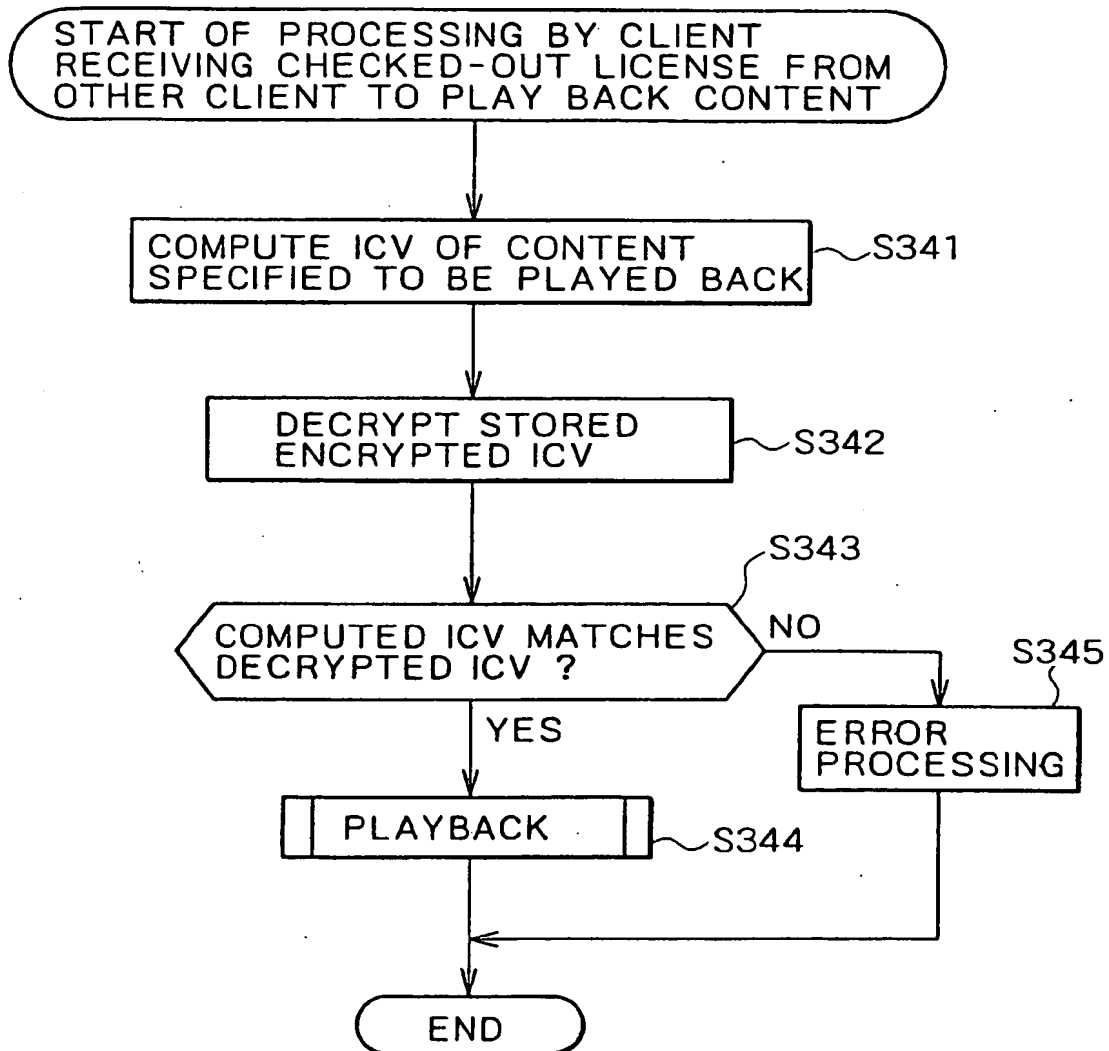 START OF PROCESSING BY CLIENT
RECEIVING CHECKED-OUT LICENSE FROM
OTHER CLIENT TO PLAY BACK CONTENT
COMPUTE ICV OF CONTENT
SPECIFIED TO BE PLAYED BACK
S341
DECRYPT STORED
ENCRYPTED ICV
S342
S343
COMPUTED ICV MATCHES
DECRYPTED ICV ?
NO
S345
YES
ERROR
PROCESSING
PLAYBACK
S344
END